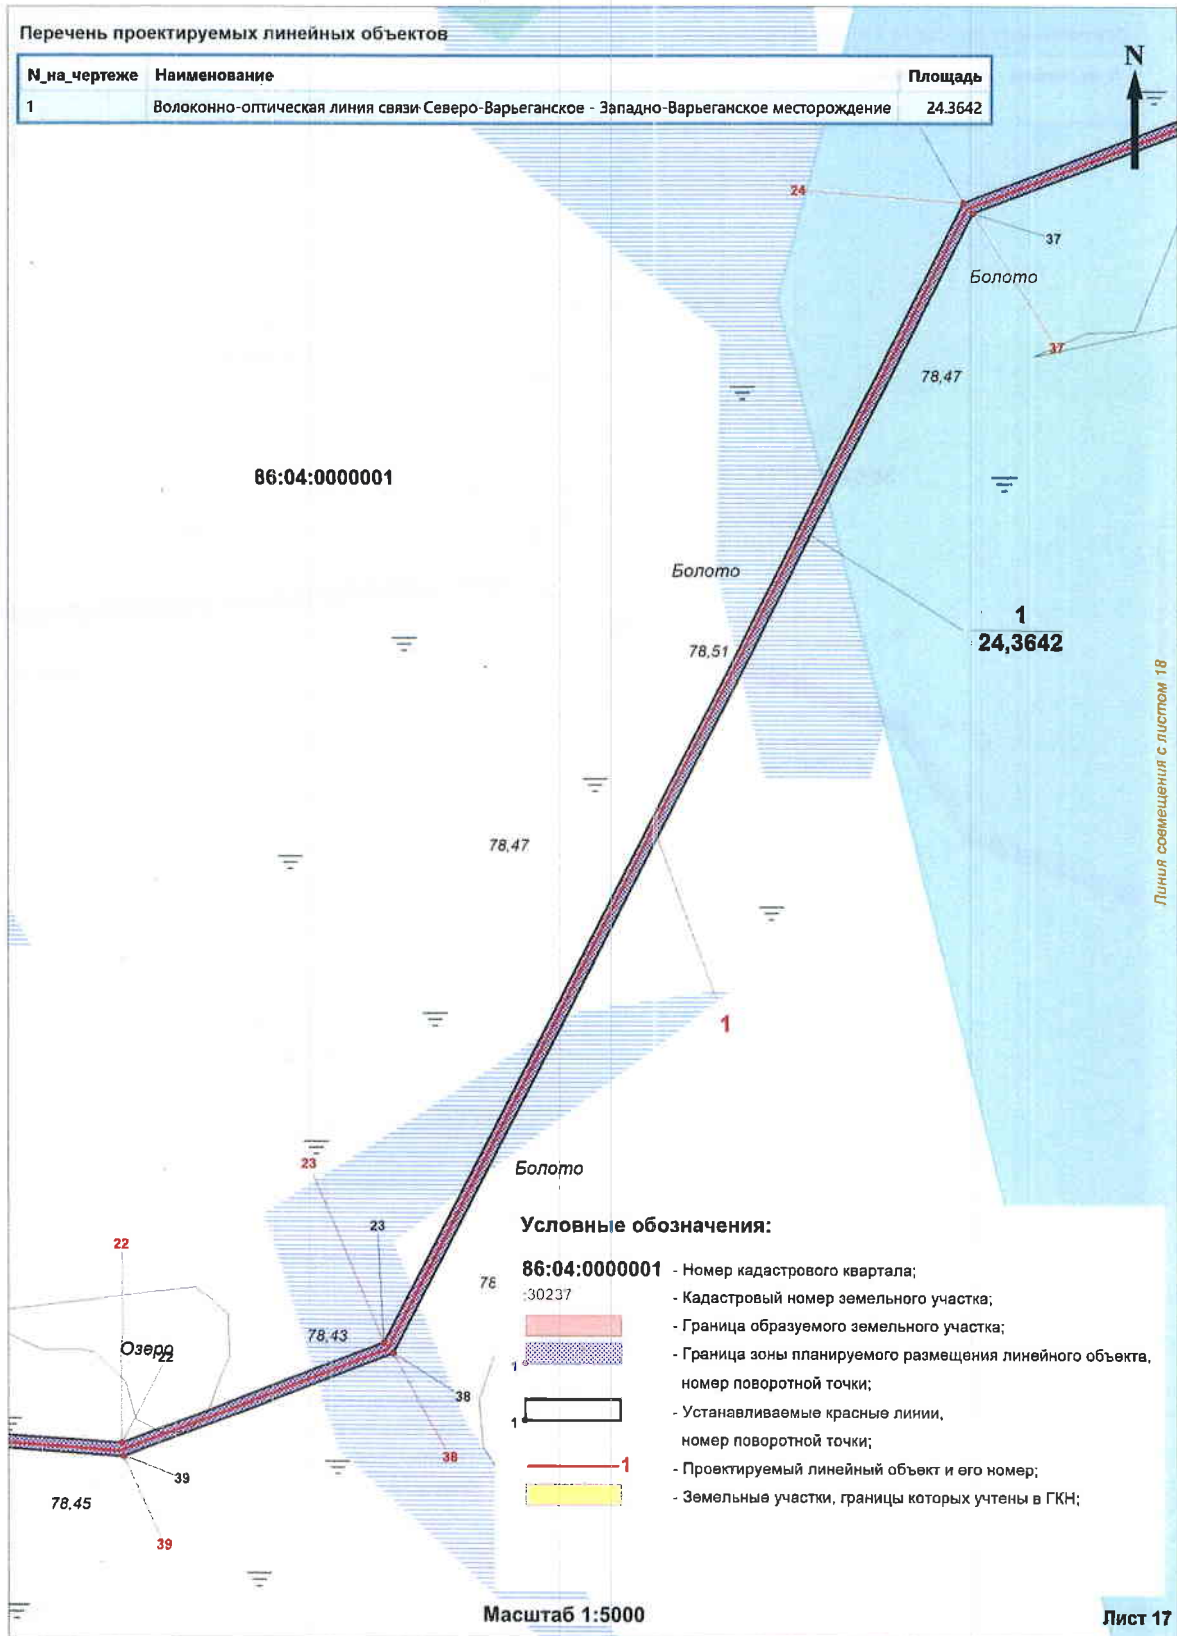 Перечень проектируемых линейных объектов
N_на_чертеже Наименование Площадь
1 Волоконно-оптическая линия связи Северо-Варьеганское - Западно-Варьеганское месторождение 24.3642
N
24
37
Болото
37
78,47
86:04:0000001
Болото
1
24,3642
78,51
Линия совмещения с листом 18
78,47
1
Болото
23
23
22
78
78,43
Озеро
22
38
38
39
78,45
39
Условные обозначения:
86:04:0000001 - Номер кадастрового квартала;
:30237 - Кадастровый номер земельного участка;
- Граница образуемого земельного участка;
1 - Граница зоны планируемого размещения линейного объекта,
номер поворотной точки;
1 - Устанавливаемые красные линии,
номер поворотной точки;
1 - Проектируемый линейный объект и его номер;
- Земельные участки, границы которых учтены в ГКН;
Масштаб 1:5000
Лист 17